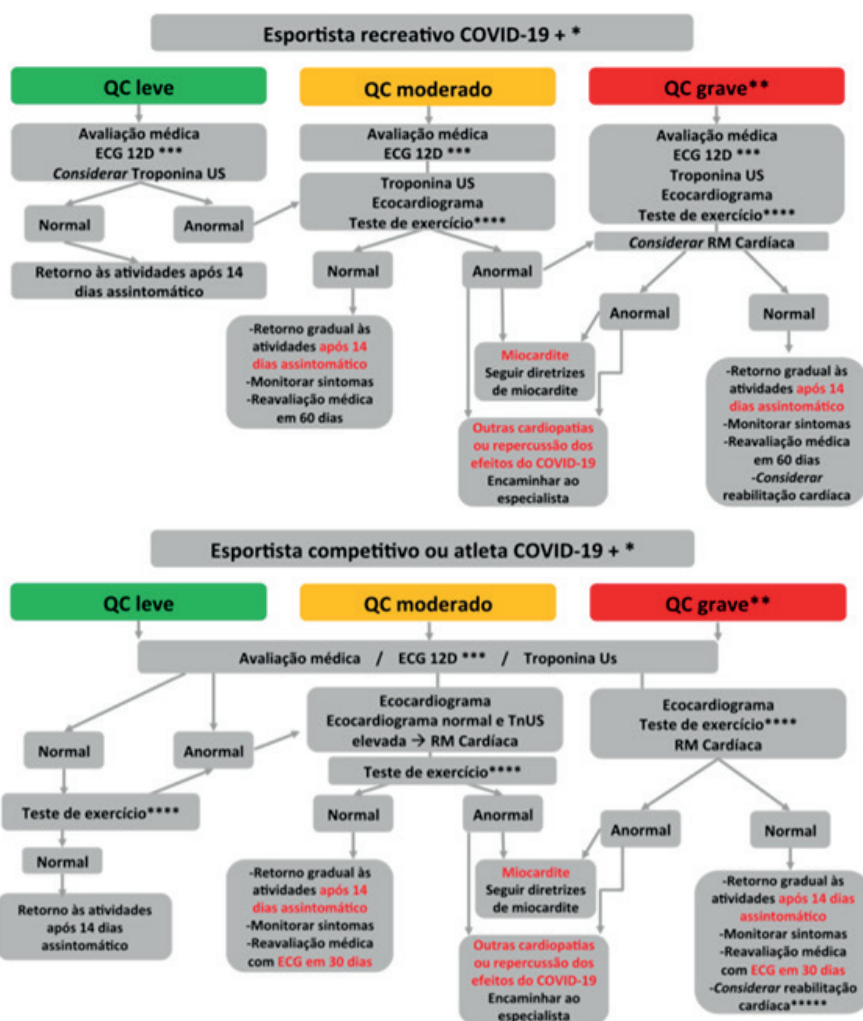 Esportista recreativo COVID-19 + *
QC leve
QC moderado
QC grave**
Avaliação médica
ECG 12D ***
Considerar Troponina US
Avaliação médica
ECG 12D ***
Avaliação médica
ECG 12D ***
Troponina US
Ecocardiograma
Teste de exercício****
Troponina US
Ecocardiograma
Teste de exercício****
Normal
Anormal
Considerar RM Cardíaca
Retorno às atividades após 14
dias assintomático
Normal
Anormal
Anormal
Normal
-Retorno gradual às
atividades após 14
dias assintomático
-Monitorar sintomas
-Reavaliação médica
em 60 dias
Miocardite
Seguir diretrizes
de miocardite
Outras cardiopatias
ou repercussão dos
efeitos do COVID-19
Encaminhar ao
especialista
-Retorno gradual às
atividades após 14
dias assintomático
-Monitorar sintomas
-Reavaliação médica
em 60 dias
-Considerar
reabilitação cardíaca
Esportista competitivo ou atleta COVID-19 + *
QC leve
QC moderado
QC grave**
Avaliação médica / ECG 12D *** / Troponina Us
Normal
Anormal
Ecocardiograma
Ecocardiograma normal e TnUS
elevada → RM Cardíaca
Teste de exercício****
Ecocardiograma
Teste de exercício****
RM Cardíaca
Teste de exercício****
Normal
Retorno às atividades
após 14 dias
assintomático
Normal
Anormal
Anormal
Normal
-Retorno gradual às
atividades após 14
dias assintomático
-Monitorar sintomas
-Reavaliação médica
com ECG em 30 dias
Miocardite
Seguir diretrizes
de miocardite
Outras cardiopatias
ou repercussão dos
efeitos do COVID-19
Encaminhar ao
especialista
-Retorno gradual às
atividades após 14 dias
assintomático
-Monitorar sintomas
-Reavaliação médica
com ECG em 30 dias
-Considerar reabilitação
cardíaca*****